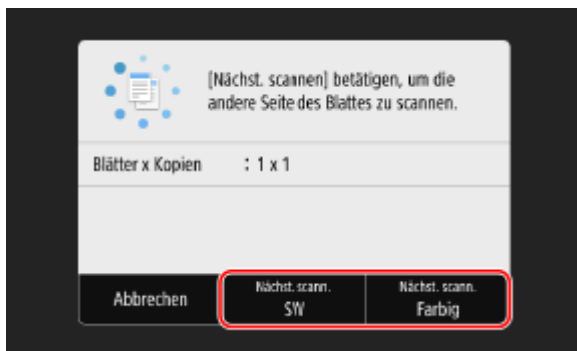 [Nächst. scannen] betätigen, um die
andere Seite des Blattes zu scannen.
Blätter x Kopien : 1 x 1
Abbrechen
Nächst. scann.
SW
Nächst. scann.
Farbig